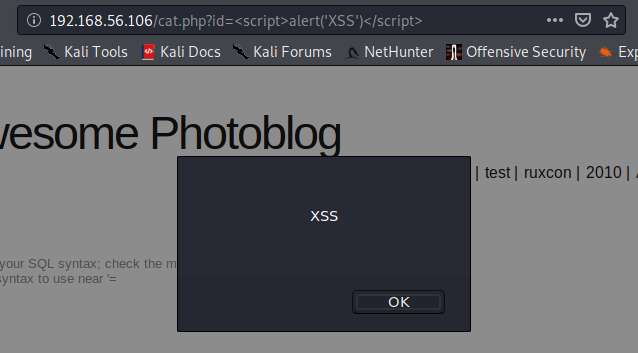 192.168.56.106/cat.php?id=<script>alert('XSS')</script>
ining Kali Tools Kali Docs Kali Forums NetHunter Offensive Security Exp
wesome Photoblog
| test | ruxcon | 2010 |
XSS
your SQL syntax; check the m
syntax to use near '=
OK